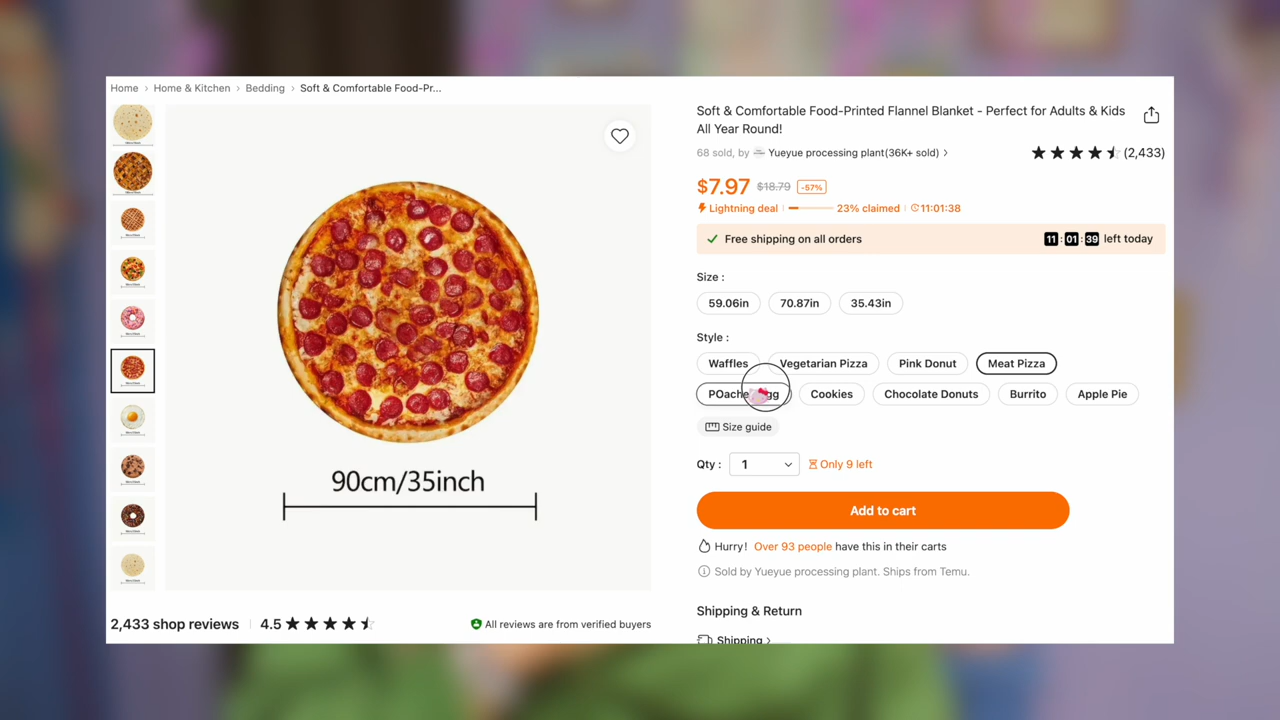 Home › Home & Kitchen › Bedding › Soft & Comfortable Food-Pr...
90cm/35inch
2,433 shop reviews
4.5
All reviews are from verified buyers
Soft & Comfortable Food-Printed Flannel Blanket - Perfect for Adults & Kids
All Year Round!
68 sold, by Yueyue processing plant(36K+ sold) ›
(2,433)
$7.97 $18.79 -57%
Lightning deal 23% claimed 11:01:38
Free shipping on all orders
11:01:39 left today
Size :
59.06in 70.87in 35.43in
Style :
Waffles Vegetarian Pizza Pink Donut Meat Pizza
Cookies Chocolate Donuts Burrito Apple Pie
Size guide
Qty : 1 Only 9 left
Add to cart
Hurry! Over 93 people have this in their carts
Sold by Yueyue processing plant. Ships from Temu.
Shipping & Return
Shipping ›